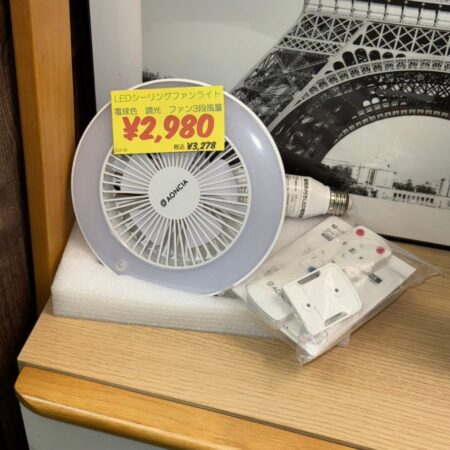 LEDシーリングファンライト
電球色 調光 ファン3段風量
¥2,980
税込 ¥3,278
AONCIA
AONCIA